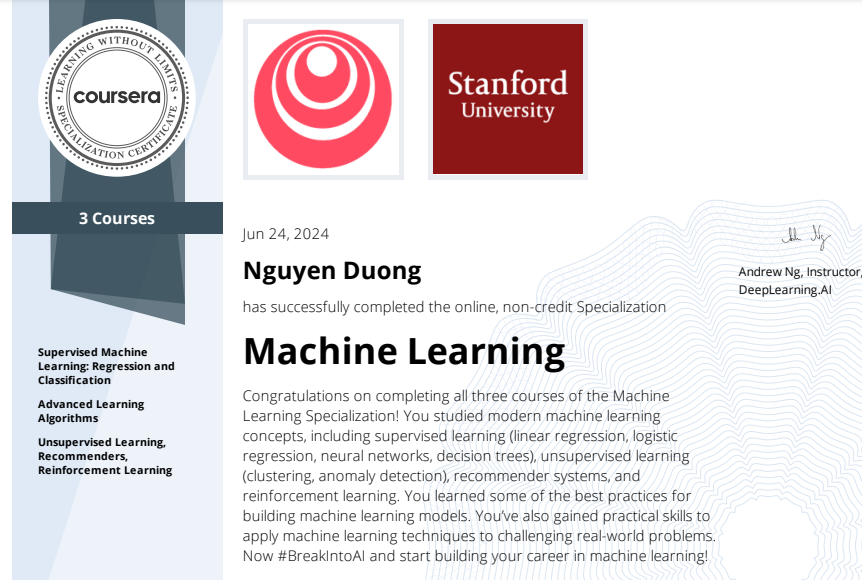 LEARNING WITHOUT LIMITS
coursera
SPECIALIZATION CERTIFICATE
3 Courses
Supervised Machine
Learning: Regression and
Classification
Advanced Learning
Algorithms
Unsupervised Learning,
Recommenders,
Reinforcement Learning
Stanford
University
Jun 24, 2024
Nguyen Duong
has successfully completed the online, non-credit Specialization
Machine Learning
Congratulations on completing all three courses of the Machine
Learning Specialization! You studied modern machine learning
concepts, including supervised learning (linear regression, logistic
regression, neural networks, decision trees), unsupervised learning
(clustering, anomaly detection), recommender systems, and
reinforcement learning. You learned some of the best practices for
building machine learning models. You’ve also gained practical skills to
apply machine learning techniques to challenging real-world problems.
Now #BreakIntoAI and start building your career in machine learning!
Andrew Ng, Instructor,
DeepLearning.AI